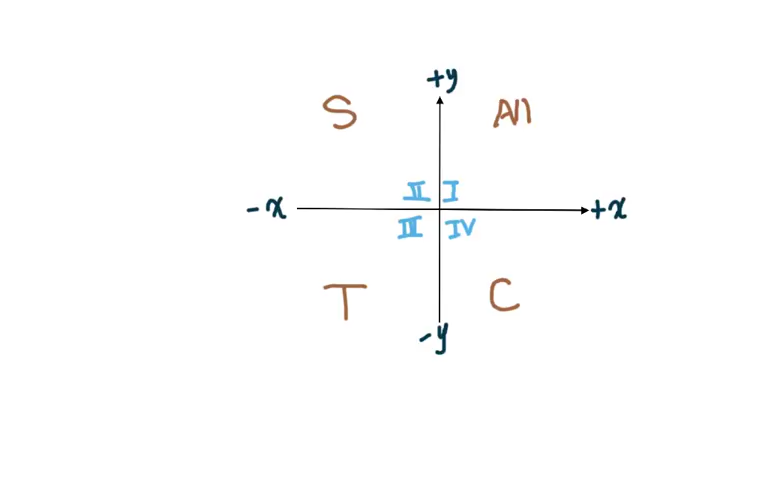 +y
S All
II I
-x +x
III IV
T C
-y